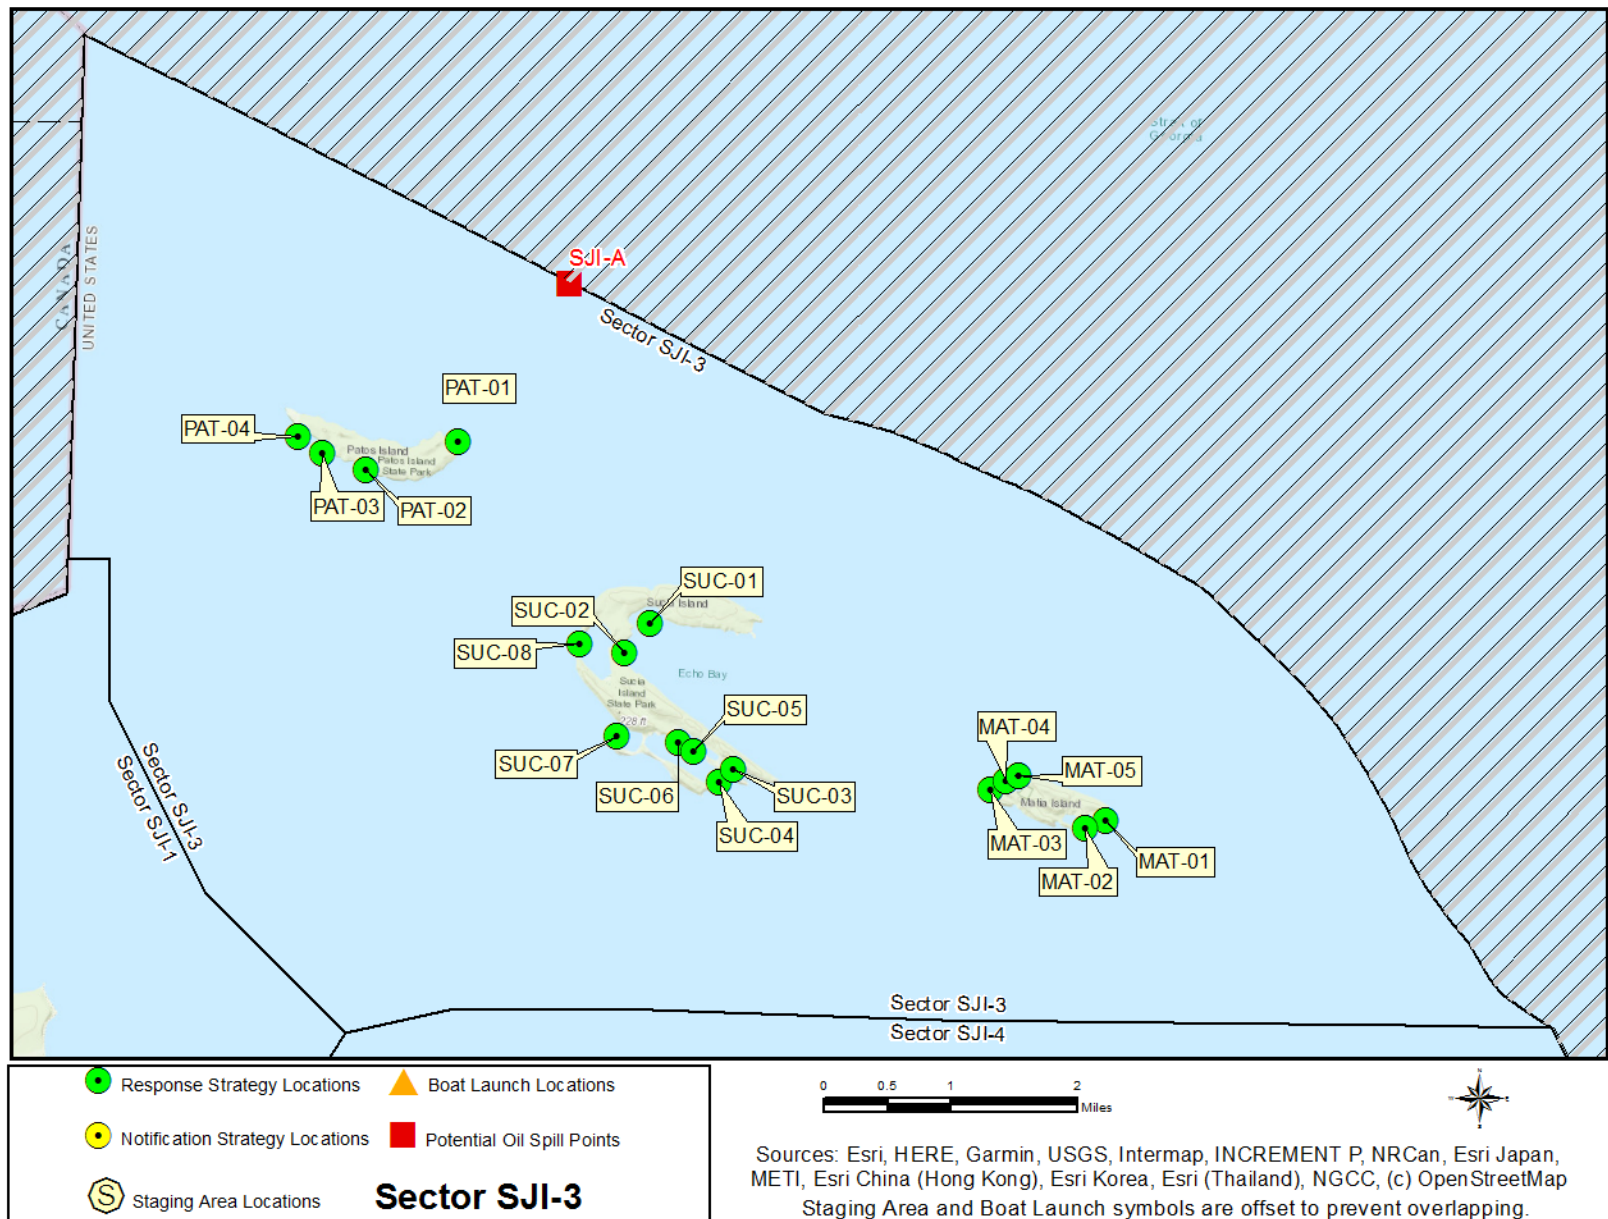 Strait of
Georgia
SJI-A
Sector SJI-3
CANADA
UNITED STATES
PAT-01
PAT-04
Patos Island
Patos Island
State Park
PAT-03
PAT-02
SUC-01
SUC-02
Sucia Island
SUC-08
Echo Bay
Sucia
Island
State Park
228 ft
SUC-05
SUC-07
SUC-06
SUC-03
SUC-04
MAT-04
MAT-05
Matia Island
MAT-03
MAT-01
MAT-02
Sector SJI-3
Sector SJI-1
Sector SJI-3
Sector SJI-4
Response Strategy Locations
Boat Launch Locations
Notification Strategy Locations
Potential Oil Spill Points
S
Staging Area Locations
Sector SJI-3
0 0.5 1 2
Miles
N
W E
S
Sources: Esri, HERE, Garmin, USGS, Intermap, INCREMENT P, NRCan, Esri Japan,
METI, Esri China (Hong Kong), Esri Korea, Esri (Thailand), NGCC, (c) OpenStreetMap
Staging Area and Boat Launch symbols are offset to prevent overlapping.